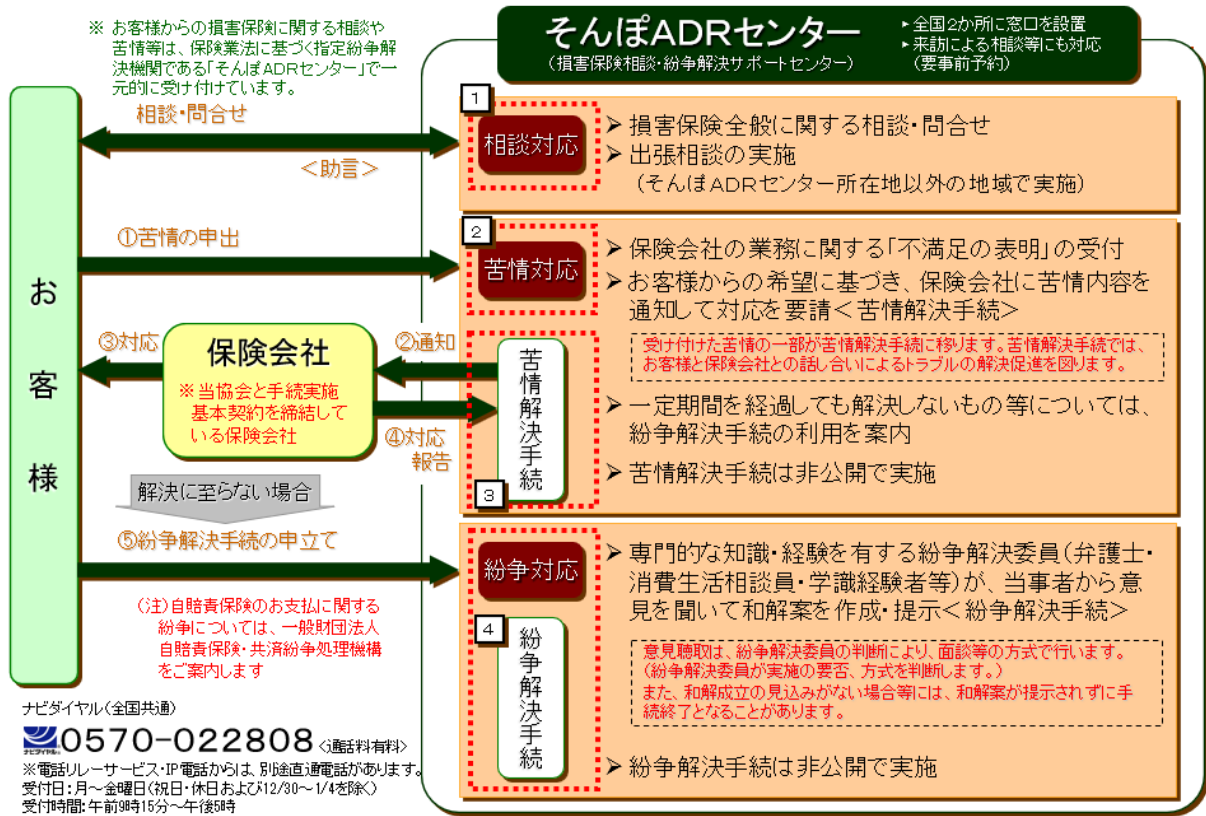 ※ お客様からの損害保険に関する相談や
苦情等は、保険業法に基づく指定紛争解
決機関である「そんぽADRセンター」で一
元的に受け付けています。
そんぽADRセンター
(損害保険相談・紛争解決サポートセンター)
▸全国2か所に窓口を設置
▸来訪による相談等にも対応
(要事前予約)
お客様
相談・問合せ
<助言>
1
相談対応
➤ 損害保険全般に関する相談・問合せ
➤ 出張相談の実施
(そんぽADRセンター所在地以外の地域で実施)
①苦情の申出
2
苦情対応
➤ 保険会社の業務に関する「不満足の表明」の受付
➤ お客様からの希望に基づき、保険会社に苦情内容を
通知して対応を要請<苦情解決手続>
受け付けた苦情の一部が苦情解決手続に移ります。苦情解決手続では、
お客様と保険会社との話し合いによるトラブルの解決促進を図ります。
➤ 一定期間を経過しても解決しないもの等については、
紛争解決手続の利用を案内
➤ 苦情解決手続は非公開で実施
③対応
保険会社
※当協会と手続実施
基本契約を締結して
いる保険会社
②通知
④対応
報告
苦情解決手続
3
解決に至らない場合
⑤紛争解決手続の申立て
紛争対応
➤ 専門的な知識・経験を有する紛争解決委員(弁護士・
消費生活相談員・学識経験者等)が、当事者から意
見を聞いて和解案を作成・提示<紛争解決手続>
4
紛争解決手続
意見聴取は、紛争解決委員の判断により、面談等の方式で行います。
(紛争解決委員が実施の要否、方式を判断します。)
また、和解成立の見込みがない場合等には、和解案が提示されずに手
続終了となることがあります。
➤ 紛争解決手続は非公開で実施
(注)自賠責保険のお支払に関する
紛争については、一般財団法人
自賠責保険・共済紛争処理機構
をご案内します
ナビダイヤル(全国共通)
ナビダイヤル
0570-022808<通話料有料>
※電話リレーサービス・IP電話からは、別途直通電話があります。
受付日:月~金曜日(祝日・休日および12/30~1/4を除く)
受付時間:午前9時15分~午後5時